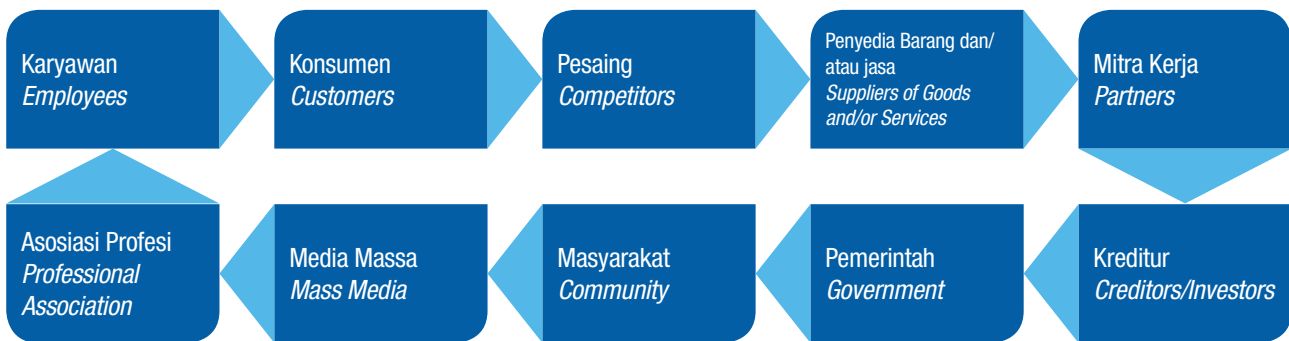 Karyawan
Employees
Konsumen
Customers
Pesaing
Competitors
Penyedia Barang dan/
atau jasa
Suppliers of Goods
and/or Services
Mitra Kerja
Partners
Asosiasi Profesi
Professional
Association
Media Massa
Mass Media
Masyarakat
Community
Pemerintah
Government
Kreditur
Creditors/Investors